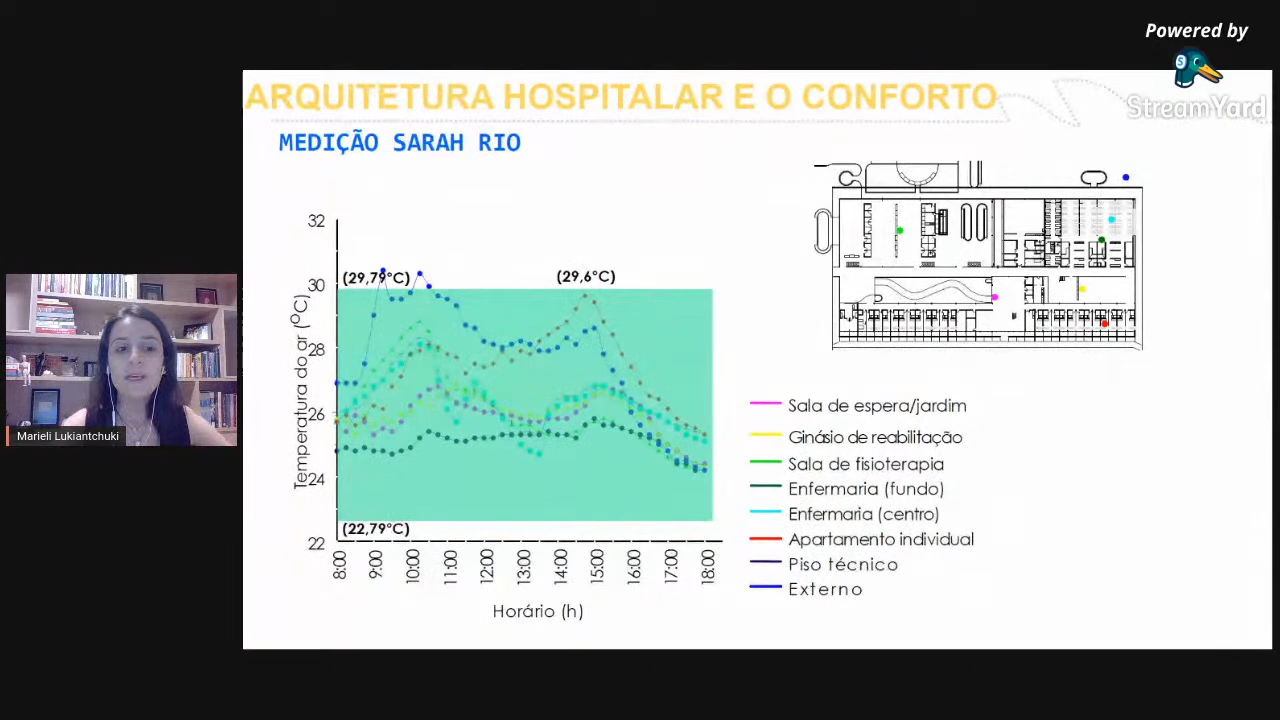 Powered by
StreamYard
ARQUITETURA HOSPITALAR E O CONFORTO
MEDIÇÃO SARAH RIO
Temperatura do ar (°C)
32
30
28
26
24
22
(29,79°C)
(29,6°C)
(22,79°C)
8:00
9:00
10:00
11:00
12:00
13:00
14:00
15:00
16:00
17:00
18:00
Horário (h)
Sala de espera/jardim
Ginásio de reabilitação
Sala de fisioterapia
Enfermaria (fundo)
Enfermaria (centro)
Apartamento individual
Piso técnico
Externo
Marieli Lukiantchuki